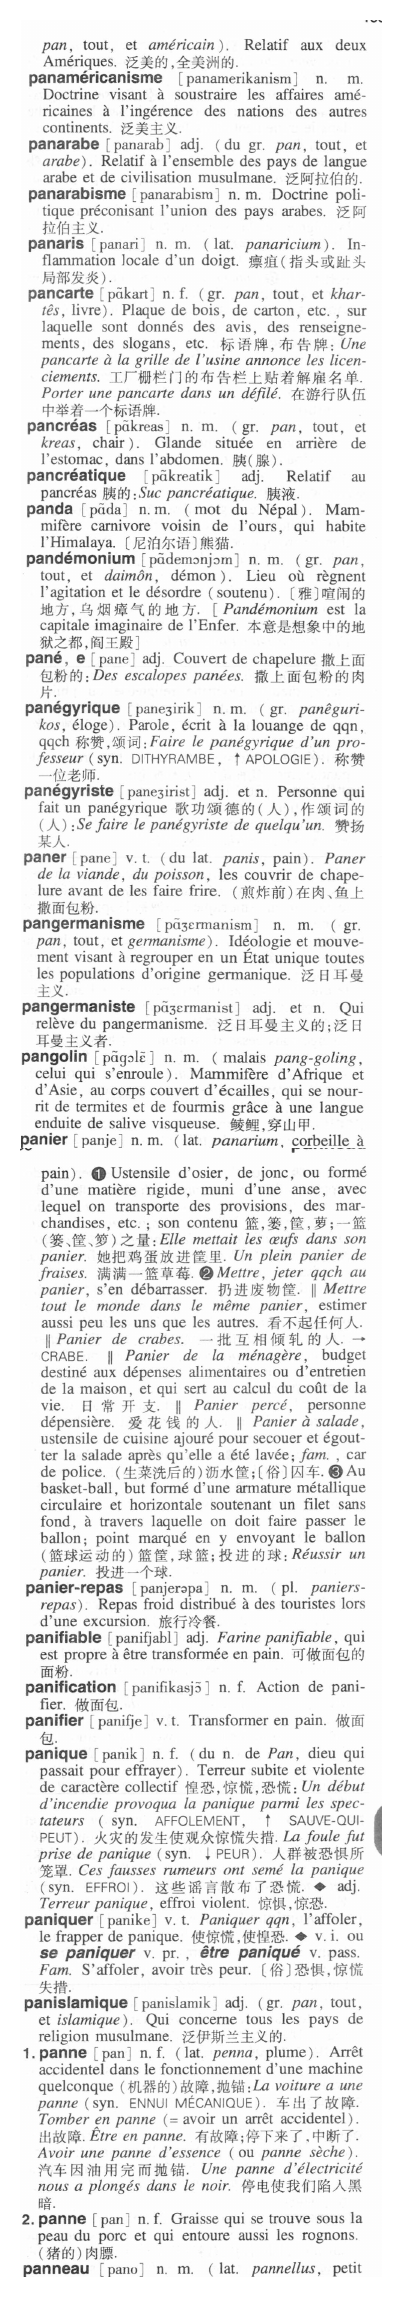 pan, tout, et américain). Relatif aux deux
Amériques. 泛美的,全美洲的.
panaméricanisme [panamerikanism] n. m.
Doctrine visant à soustraire les affaires amé-
ricaines à l'ingérence des nations des autres
continents. 泛美主义.
panarabe [panarab] adj. (du gr. pan, tout, et
arabe). Relatif à l'ensemble des pays de langue
arabe et de civilisation musulmane. 泛阿拉伯的.
panarabisme [panarabism] n. m. Doctrine poli-
tique préconisant l'union des pays arabes. 泛阿
拉伯主义.
panaris [panari] n. m. (lat. panaricium). In-
flammation locale d'un doigt. 瘭疽(指头或趾头
局部发炎).
pancarte [pɑ̃kart] n. f. (gr. pan, tout, et khar-
tês, livre). Plaque de bois, de carton, etc., sur
laquelle sont donnés des avis, des renseigne-
ments, des slogans, etc. 标语牌,布告牌: Une
pancarte à la grille de l'usine annonce les licen-
ciements. 工厂栅栏门的布告栏上贴着解雇名单.
Porter une pancarte dans un défilé. 在游行队伍
中举着一个标语牌.
pancréas [pɑ̃kreas] n. m. (gr. pan, tout, et
kreas, chair). Glande située en arrière de
l'estomac, dans l'abdomen. 胰(腺).
pancréatique [pɑ̃kreatik] adj. Relatif au
pancréas 胰的:Suc pancréatique. 胰液.
panda [pɑ̃da] n. m. (mot du Népal). Mam-
mifère carnivore voisin de l'ours, qui habite
l'Himalaya. [尼泊尔语]熊猫.
pandémonium [pɑ̃demɔnjɔm] n. m. (gr. pan,
tout, et daimôn, démon). Lieu où règnent
l'agitation et le désordre (soutenu). [雅]喧闹的
地方,乌烟瘴气的地方. [Pandémonium est la
capitale imaginaire de l'Enfer. 本意是想象中的地
狱之都,阎王殿]
pané, e [pane] adj. Couvert de chapelure 撒上面
包粉的: Des escalopes panées. 撒上面包粉的肉
片.
panégyrique [paneʒirik] n. m. (gr. panêguri-
kos, éloge). Parole, écrit à la louange de qqn,
qqch 称赞,颂词: Faire le panégyrique d'un pro-
fesseur (syn. DITHYRAMBE, ↑ APOLOGIE). 称赞
一位老师.
panégyriste [paneʒirist] adj. et n. Personne qui
fait un panégyrique 歌功颂德的(人),作颂词的
(人):Se faire le panégyriste de quelqu'un. 赞扬
某人.
paner [pane] v. t. (du lat. panis, pain). Paner
de la viande, du poisson, les couvrir de chape-
lure avant de les faire frire. (煎炸前)在肉、鱼上
撒面包粉.
pangermanisme [pɑ̃ʒɛrmanism] n. m. (gr.
pan, tout, et germanisme). Idéologie et mouve-
ment visant à regrouper en un État unique toutes
les populations d'origine germanique. 泛日耳曼
主义.
pangermaniste [pɑ̃ʒɛrmanist] adj. et n. Qui
relève du pangermanisme. 泛日耳曼主义的;泛日
耳曼主义者.
pangolin [pɑ̃gɔlɛ̃] n. m. (malais pang-goling,
celui qui s'enroule). Mammifère d'Afrique et
d'Asie, au corps couvert d'écailles, qui se nour-
rit de termites et de fourmis grâce à une langue
enduite de salive visqueuse. 鲮鲤,穿山甲.
panier [panje] n. m. (lat. panarium, corbeille à
pain). ❶ Ustensile d'osier, de jonc, ou formé
d'une matière rigide, muni d'une anse, avec
lequel on transporte des provisions, des mar-
chandises, etc.; son contenu 篮,篓,筐,萝;一篮
(篓、筐、箩)之量: Elle mettait les œufs dans son
panier. 她把鸡蛋放进筐里. Un plein panier de
fraises. 满满一篮草莓. ❷ Mettre, jeter qqch au
panier, s'en débarrasser. 扔进废物筐. ‖ Mettre
tout le monde dans le même panier, estimer
aussi peu les uns que les autres. 看不起任何人.
‖ Panier de crabes. 一批互相倾轧的人. →
CRABE. ‖ Panier de la ménagère, budget
destiné aux dépenses alimentaires ou d'entretien
de la maison, et qui sert au calcul du coût de la
vie. 日常开支. ‖ Panier percé, personne
dépensière. 爱花钱的人. ‖ Panier à salade,
ustensile de cuisine ajouré pour secouer et égout-
ter la salade après qu'elle a été lavée; fam., car
de police. (生菜洗后的)沥水筐;[俗]囚车. ❸ Au
basket-ball, but formé d'une armature métallique
circulaire et horizontale soutenant un filet sans
fond, à travers laquelle on doit faire passer le
ballon; point marqué en y envoyant le ballon
(篮球运动的)篮筐,球篮;投进的球: Réussir un
panier. 投进一个球.
panier-repas [panjerəpa] n. m. (pl. paniers-
repas). Repas froid distribué à des touristes lors
d'une excursion. 旅行冷餐.
panifiable [panifjabl] adj. Farine panifiable, qui
est propre à être transformée en pain. 可做面包的
面粉.
panification [panifikasjɔ̃] n. f. Action de pani-
fier. 做面包.
panifier [panifje] v. t. Transformer en pain. 做面
包.
panique [panik] n. f. (du n. de Pan, dieu qui
passait pour effrayer). Terreur subite et violente
de caractère collectif 惶恐,惊慌,恐慌: Un début
d'incendie provoqua la panique parmi les spec-
tateurs (syn. AFFOLEMENT, ↑ SAUVE-QUI-
PEUT). 火灾的发生使观众惊慌失措. La foule fut
prise de panique (syn. ↓ PEUR). 人群被恐惧所
笼罩. Ces fausses rumeurs ont semé la panique
(syn. EFFROI). 这些谣言散布了恐慌. ◆ adj.
Terreur panique, effroi violent. 惊惧,惊恐.
paniquer [panike] v. t. Paniquer qqn, l'affoler,
le frapper de panique. 使惊慌,使惶恐. ◆ v. i. ou
se paniquer v. pr., être paniqué v. pass.
Fam. S'affoler, avoir très peur. [俗]恐惧,惊慌
失措.
panislamique [panislamik] adj. (gr. pan, tout,
et islamique). Qui concerne tous les pays de
religion musulmane. 泛伊斯兰主义的.
1. panne [pan] n. f. (lat. penna, plume). Arrêt
accidentel dans le fonctionnement d'une machine
quelconque (机器的)故障,抛锚:La voiture a une
panne (syn. ENNUI MÉCANIQUE). 车出了故障.
Tomber en panne (= avoir un arrêt accidentel).
出故障. Être en panne. 有故障;停下来了,中断了.
Avoir une panne d'essence (ou panne sèche).
汽车因油用完而抛锚. Une panne d'électricité
nous a plongés dans le noir. 停电使我们陷入黑
暗.
2. panne [pan] n. f. Graisse qui se trouve sous la
peau du porc et qui entoure aussi les rognons.
(猪的)肉膘.
panneau [pano] n. m. (lat. pannellus, petit